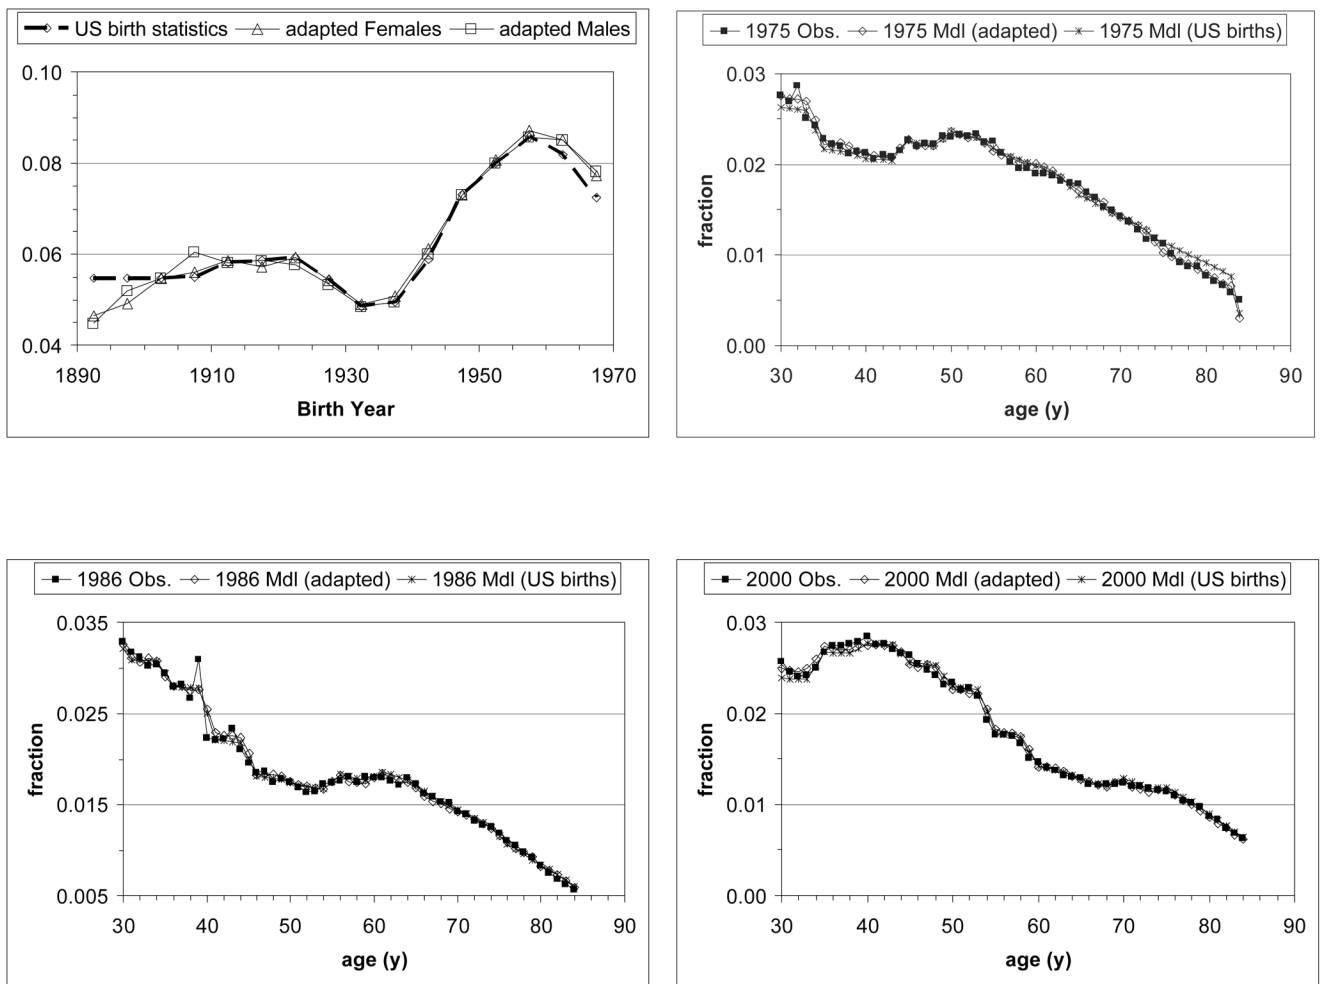 US birth statistics adapted Females adapted Males
0.10
0.08
0.06
0.04
1890 1910 1930 1950 1970
Birth Year
1975 Obs. 1975 Mdl (adapted) 1975 Mdl (US births)
fraction
0.03
0.02
0.01
0.00
30 40 50 60 70 80 90
age (y)
1986 Obs. 1986 Mdl (adapted) 1986 Mdl (US births)
fraction
0.035
0.025
0.015
0.005
30 40 50 60 70 80 90
age (y)
2000 Obs. 2000 Mdl (adapted) 2000 Mdl (US births)
fraction
0.03
0.02
0.01
0.00
30 40 50 60 70 80 90
age (y)